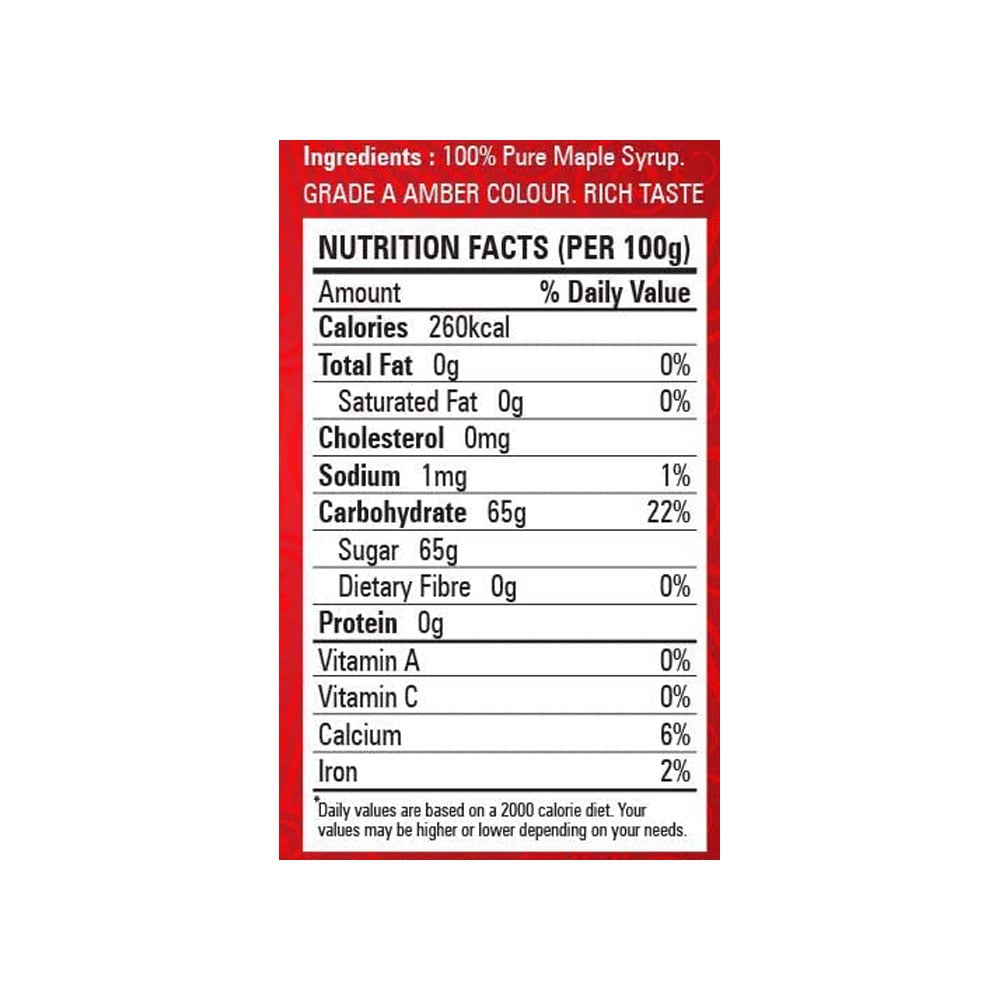 Ingredients : 100% Pure Maple Syrup.
GRADE A AMBER COLOUR. RICH TASTE
NUTRITION FACTS (PER 100g)
Amount % Daily Value
Calories 260kcal
Total Fat 0g 0%
Saturated Fat 0g 0%
Cholesterol 0mg
Sodium 1mg 1%
Carbohydrate 65g 22%
Sugar 65g
Dietary Fibre 0g 0%
Protein 0g
Vitamin A 0%
Vitamin C 0%
Calcium 6%
Iron 2%
*Daily values are based on a 2000 calorie diet. Your
values may be higher or lower depending on your needs.